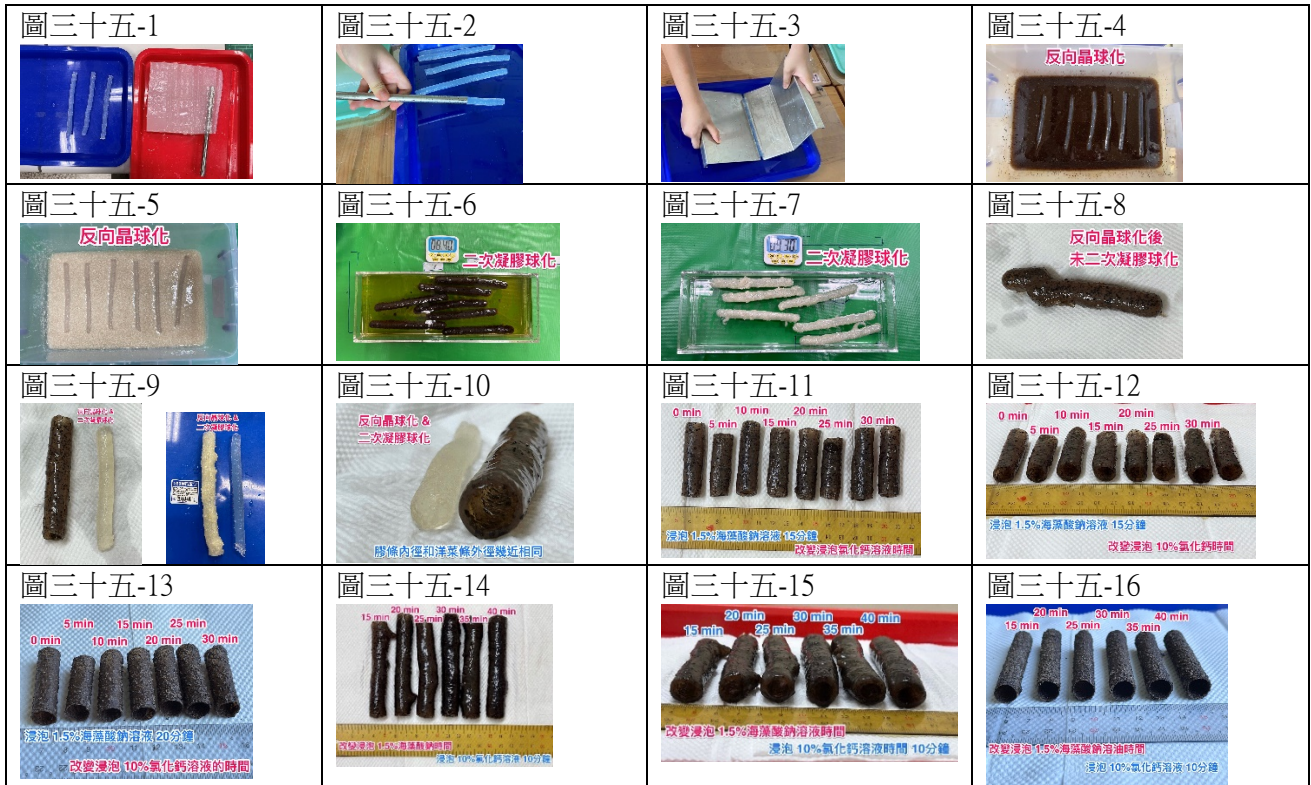 圖三十五-1
圖三十五-2
圖三十五-3
圖三十五-4
反向晶球化
圖三十五-5
反向晶球化
圖三十五-6
二次凝膠球化
圖三十五-7
二次凝膠球化
圖三十五-8
反向晶球化後
未二次凝膠球化
圖三十五-9
反向晶球化 &
二次凝膠球化
反向晶球化 &
二次凝膠球化
圖三十五-10
反向晶球化 &
二次凝膠球化
膠條內徑和洋菜條外徑幾近相同
圖三十五-11
0 min 5 min 10 min 15 min 20 min 25 min 30 min
浸泡 1.5%海藻酸鈉溶液 15分鐘
改變浸泡氯化鈣溶液時間
圖三十五-12
0 min 5 min 10 min 15 min 20 min 25 min 30 min
浸泡 1.5%海藻酸鈉溶液 15分鐘
改變浸泡 10%氯化鈣時間
圖三十五-13
0 min 5 min 10 min 15 min 20 min 25 min 30 min
浸泡 1.5%海藻酸鈉溶液 20分鐘
改變浸泡 10%氯化鈣溶液的時間
圖三十五-14
15 min 20 min 25 min 30 min 35 min 40 min
改變浸泡 1.5%海藻酸鈉時間
浸泡 10%氯化鈣溶液 10分鐘
圖三十五-15
15 min 20 min 25 min 30 min 35 min 40 min
改變浸泡 1.5%海藻酸鈉溶液時間
浸泡 10%氯化鈣溶液時間 10分鐘
圖三十五-16
15 min 20 min 25 min 30 min 35 min 40 min
改變浸泡 1.5%海藻酸鈉溶液時間
浸泡 10%氯化鈣溶液 10分鐘